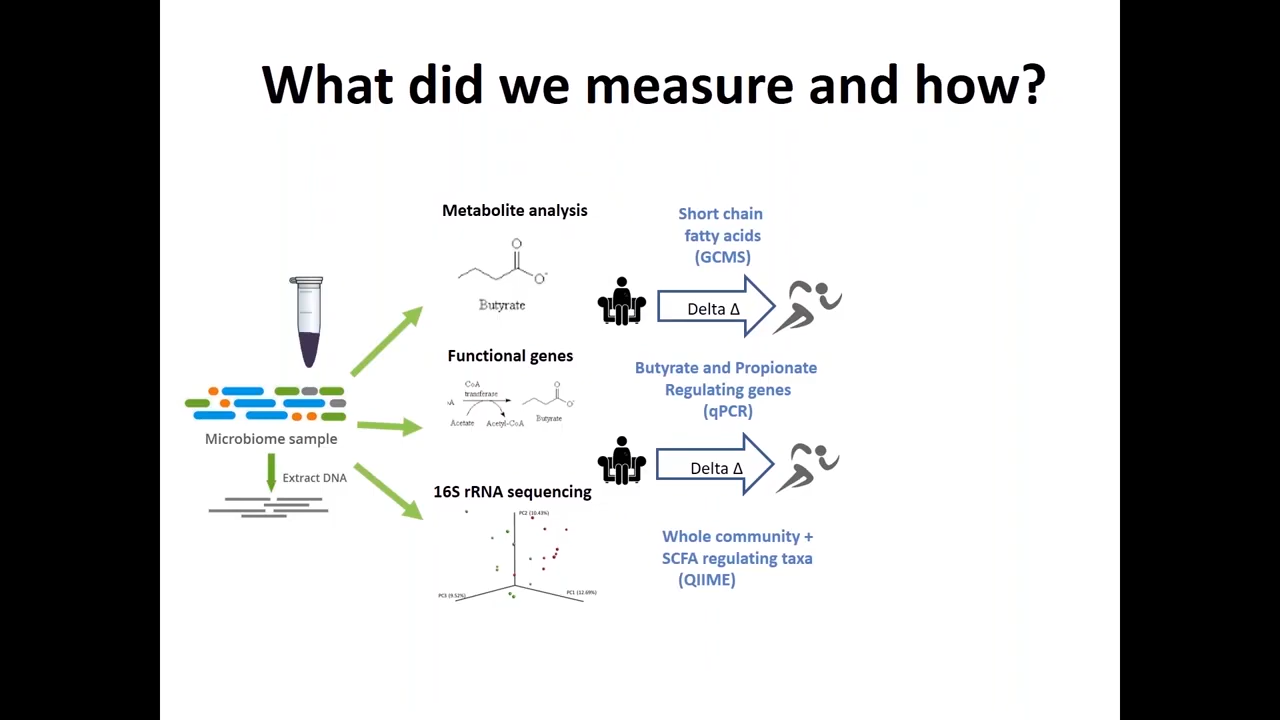 What did we measure and how?
Metabolite analysis
O
O-
Butyrate
Short chain
fatty acids
(GCMS)
Delta Δ
Functional genes
CoA
transferase
A
O
O-
Acetate
Acetyl-CoA
Butyrate
Butyrate and Propionate
Regulating genes
(qPCR)
Delta Δ
Microbiome sample
Extract DNA
16S rRNA sequencing
PC2 (10.43%)
PC3 (9.52%)
PC1 (12.69%)
Whole community +
SCFA regulating taxa
(QIIME)